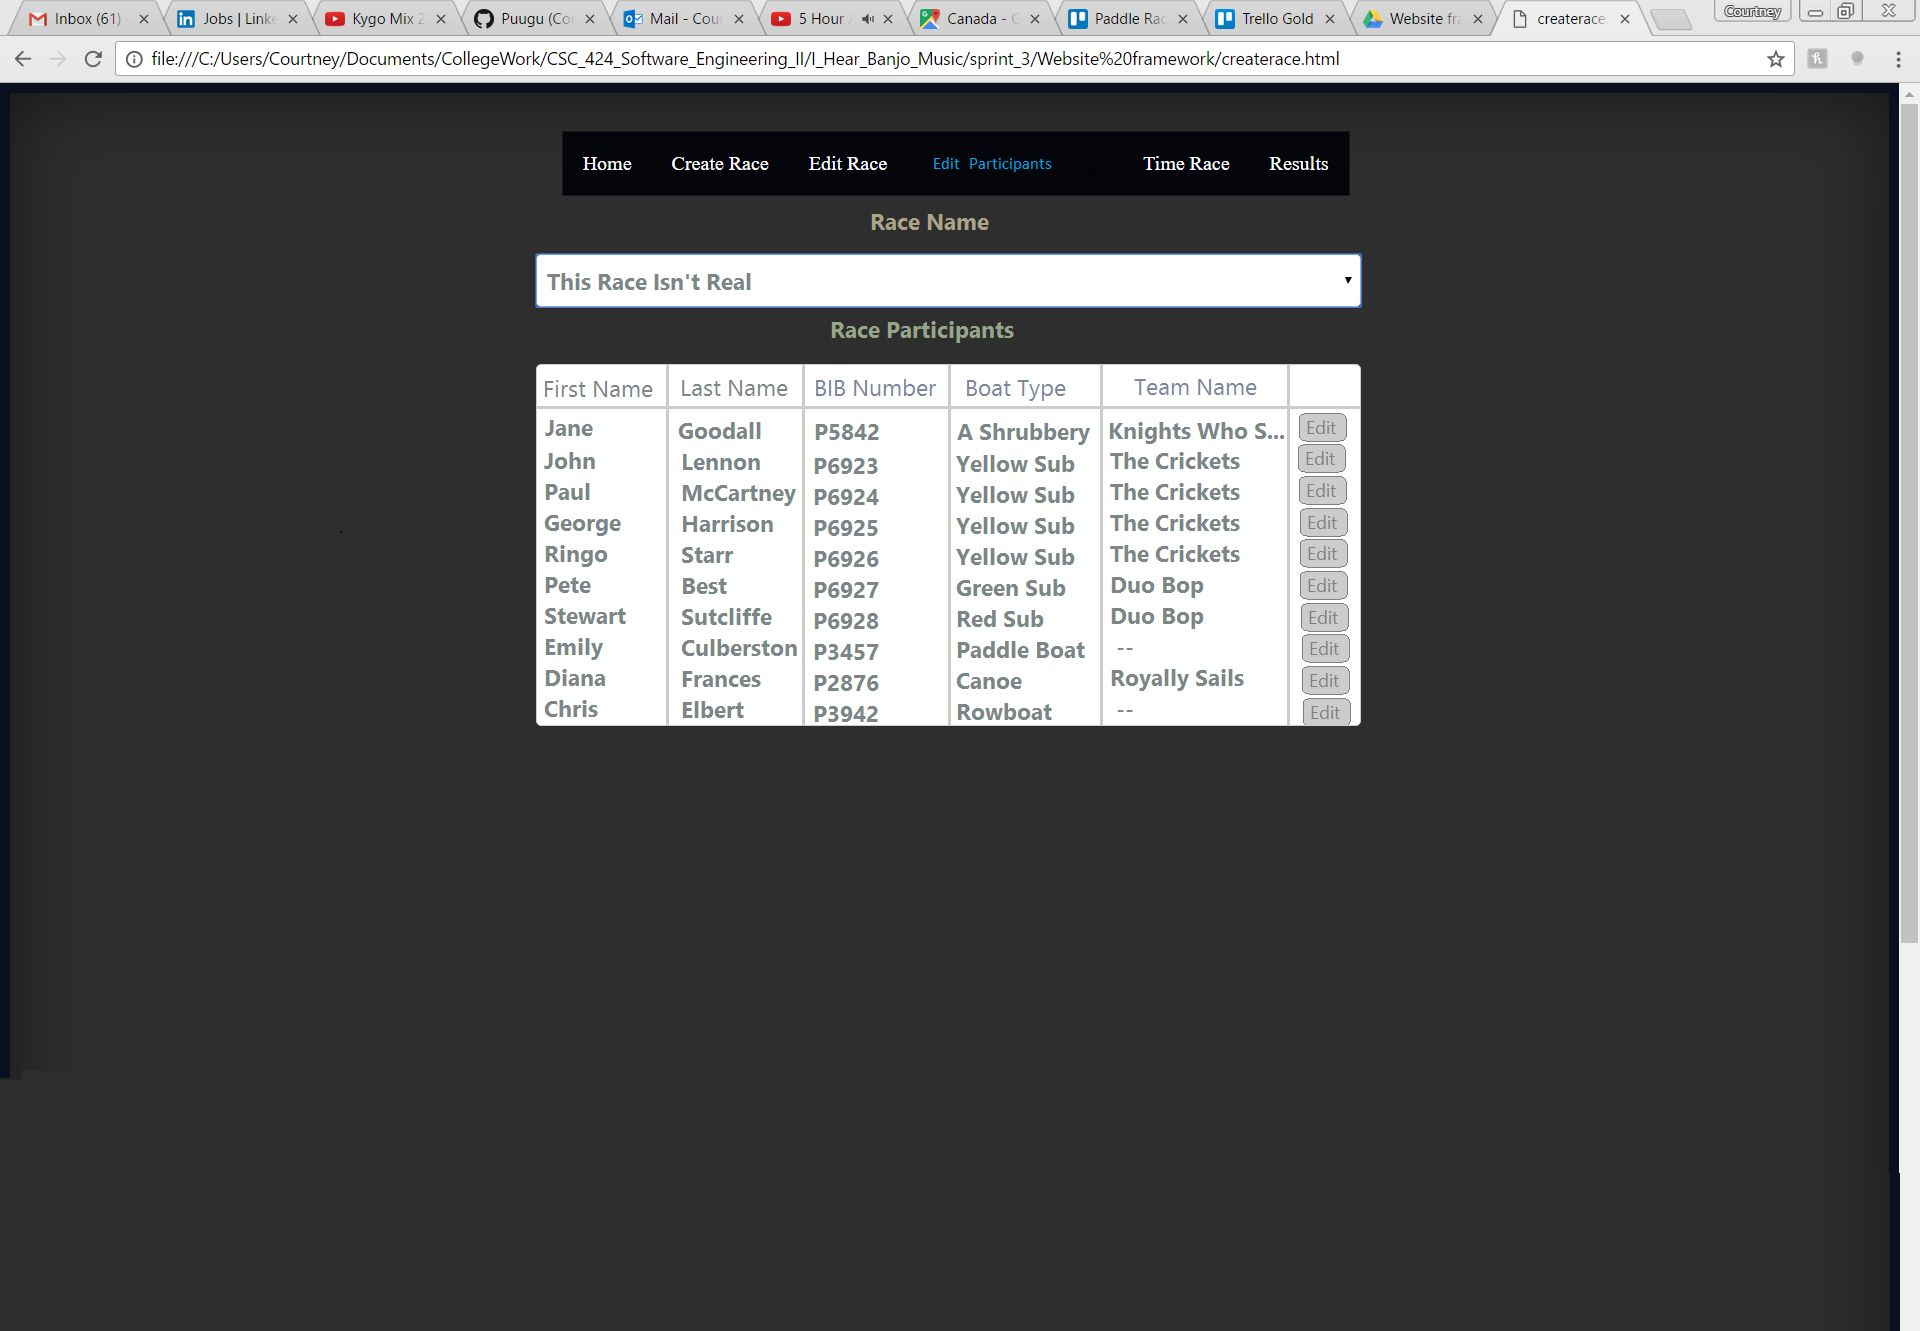 Inbox (61) Jobs | Linke Kygo Mix 2 Puugu (Co Mail - Cou 5 Hour Canada - G Paddle Rac Trello Gold Website fra createrace. Courtney
file:///C:/Users/Courtney/Documents/CollegeWork/CSC_424_Software_Engineering_II/I_Hear_Banjo_Music/sprint_3/Website%20framework/createrace.html
Home Create Race Edit Race Edit Participants Time Race Results
Race Name
This Race Isn't Real
Race Participants
First Name Last Name BIB Number Boat Type Team Name
Jane Goodall P5842 A Shrubbery Knights Who S... Edit
John Lennon P6923 Yellow Sub The Crickets Edit
Paul McCartney P6924 Yellow Sub The Crickets Edit
George Harrison P6925 Yellow Sub The Crickets Edit
Ringo Starr P6926 Yellow Sub The Crickets Edit
Pete Best P6927 Green Sub Duo Bop Edit
Stewart Sutcliffe P6928 Red Sub Duo Bop Edit
Emily Culberston P3457 Paddle Boat -- Edit
Diana Frances P2876 Canoe Royally Sails Edit
Chris Elbert P3942 Rowboat -- Edit